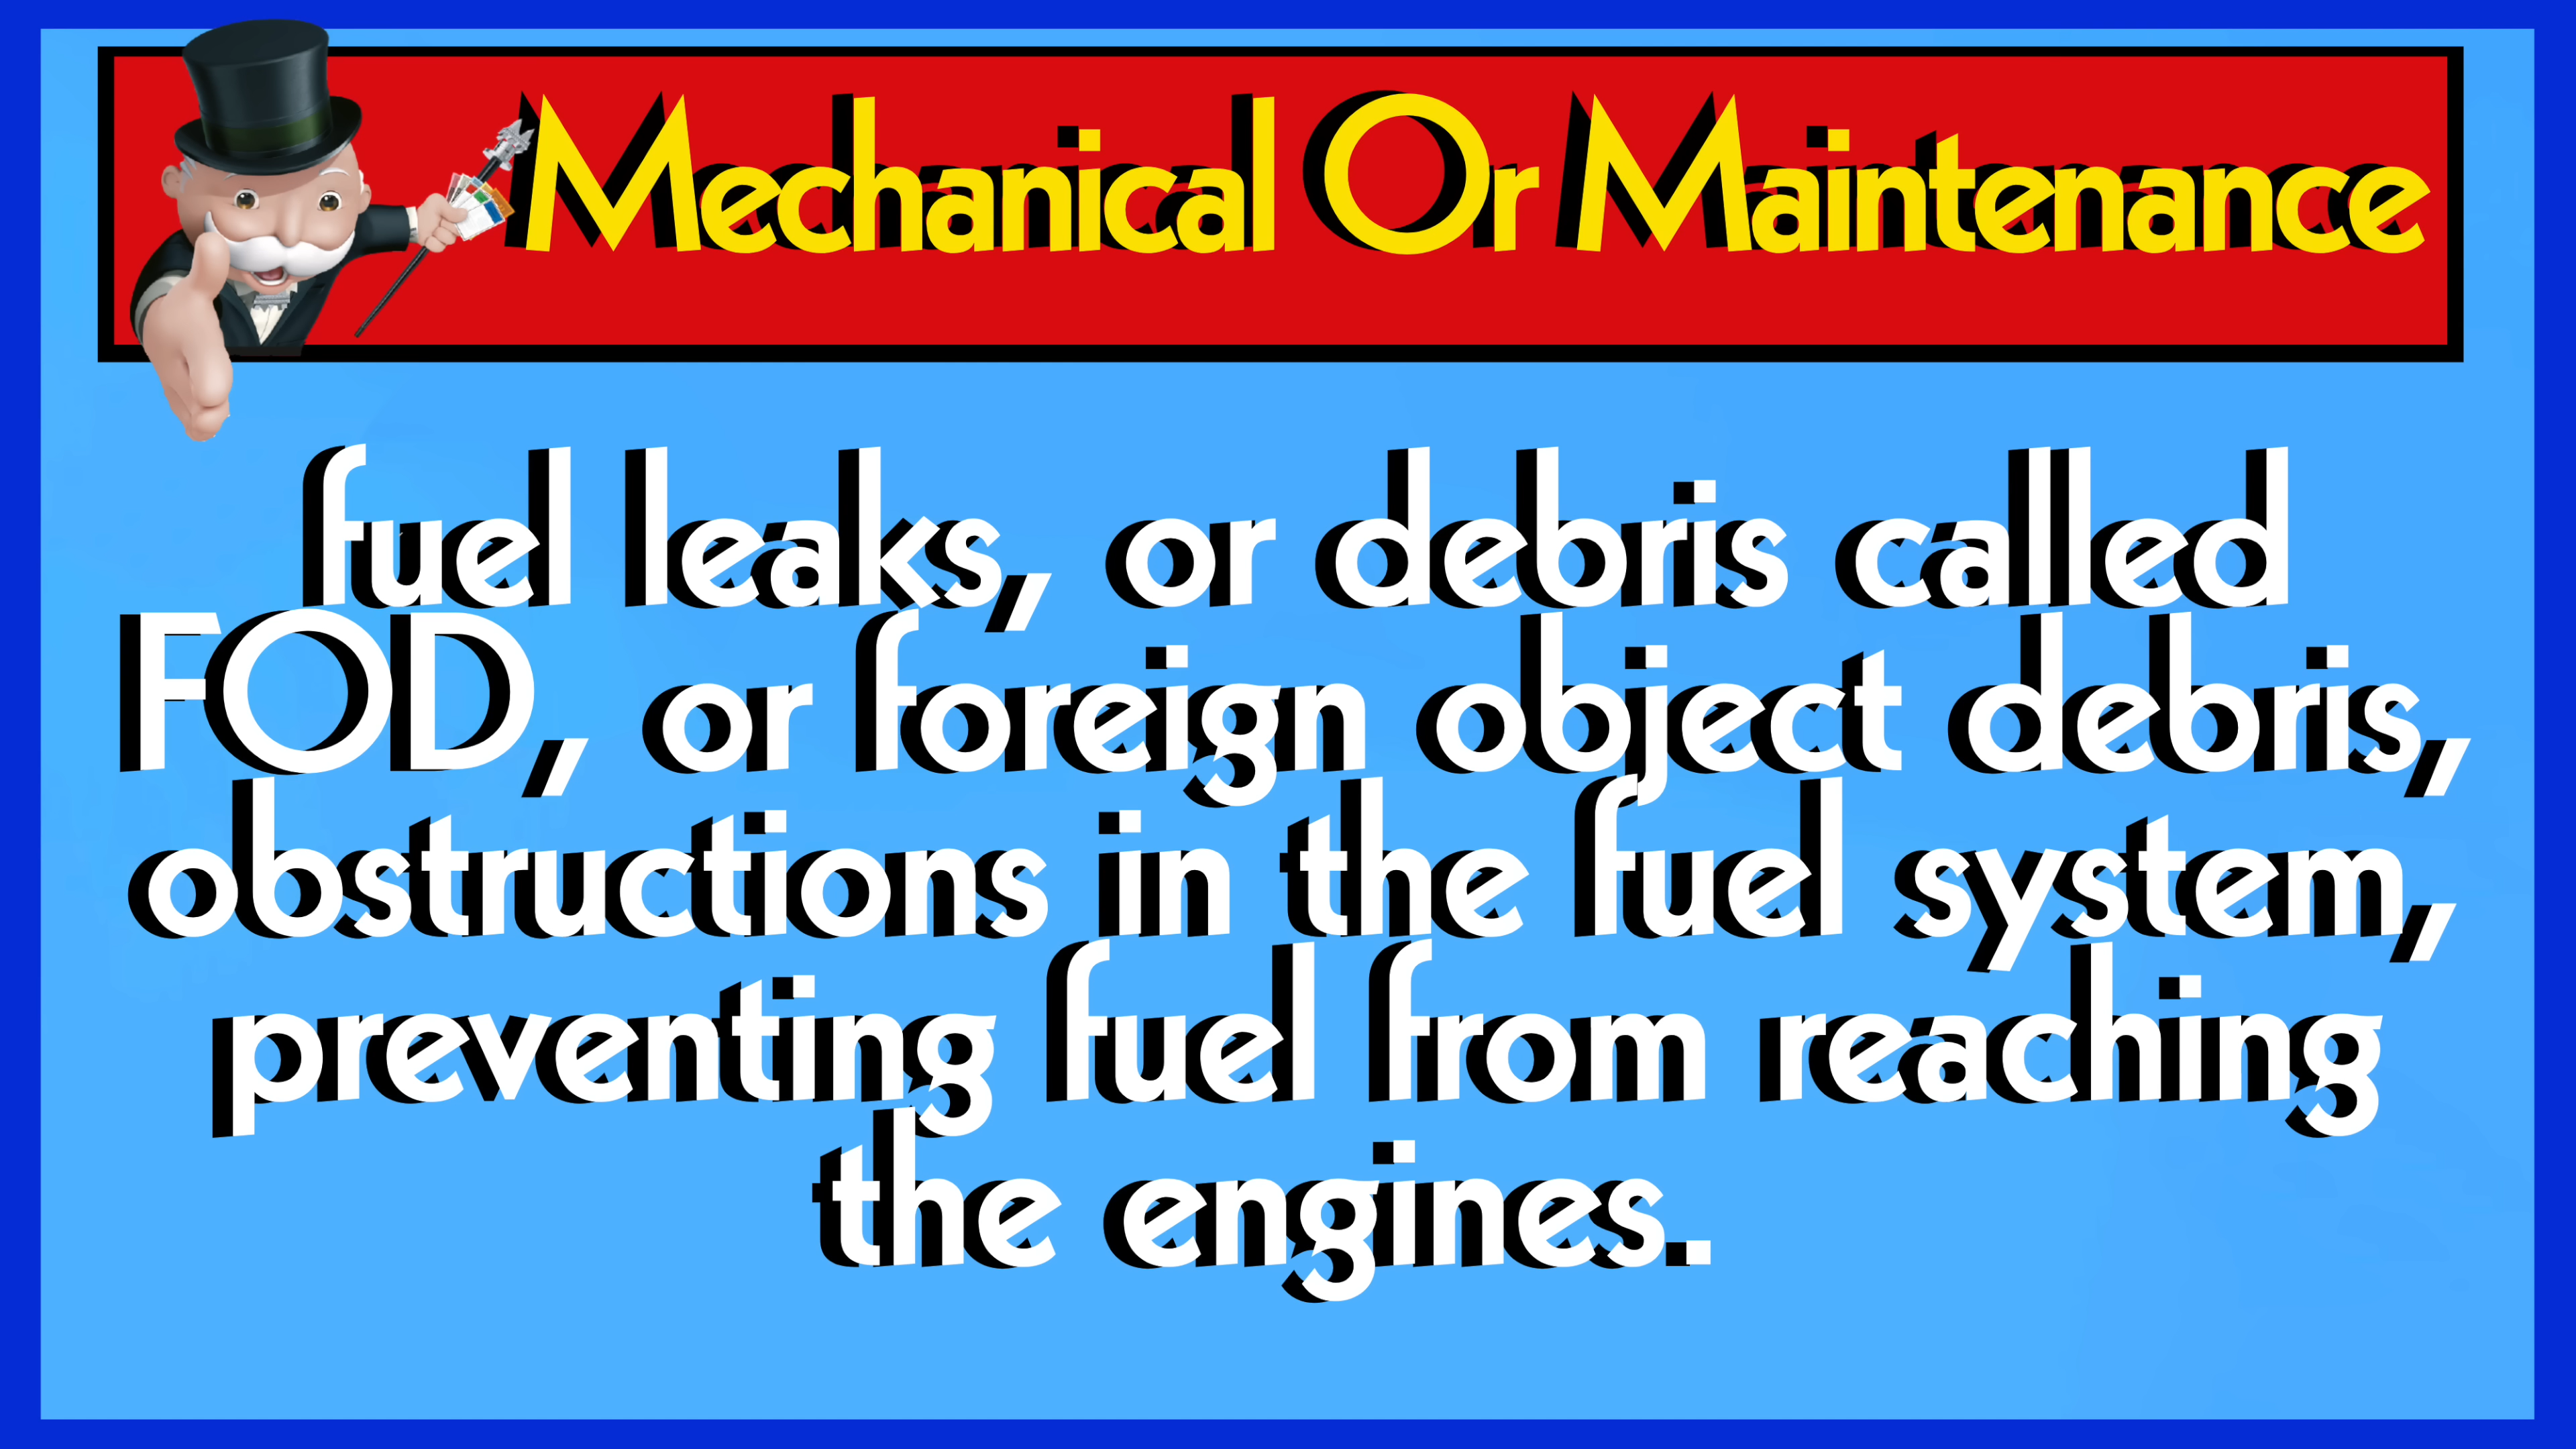 Mechanical Or Maintenance
fuel leaks, or debris called
FOD, or foreign object debris,
obstructions in the fuel system,
preventing fuel from reaching
the engines.